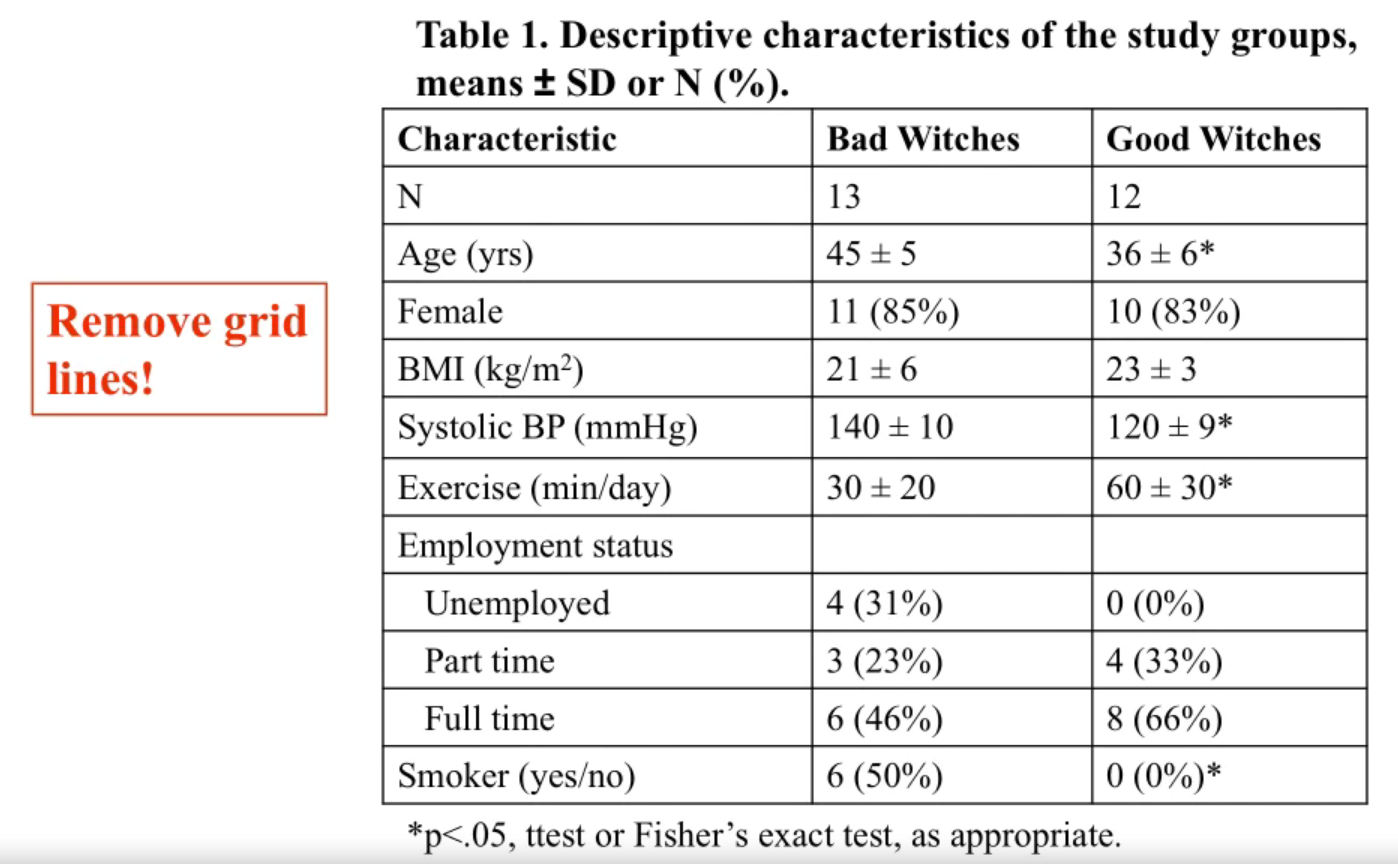 Table 1. Descriptive characteristics of the study groups,
means ± SD or N (%).
Characteristic Bad Witches Good Witches
N 13 12
Age (yrs) 45 ± 5 36 ± 6*
Remove grid
lines!
Female 11 (85%) 10 (83%)
BMI (kg/m²) 21 ± 6 23 ± 3
Systolic BP (mmHg) 140 ± 10 120 ± 9*
Exercise (min/day) 30 ± 20 60 ± 30*
Employment status
Unemployed 4 (31%) 0 (0%)
Part time 3 (23%) 4 (33%)
Full time 6 (46%) 8 (66%)
Smoker (yes/no) 6 (50%) 0 (0%)*
*p<.05, ttest or Fisher’s exact test, as appropriate.